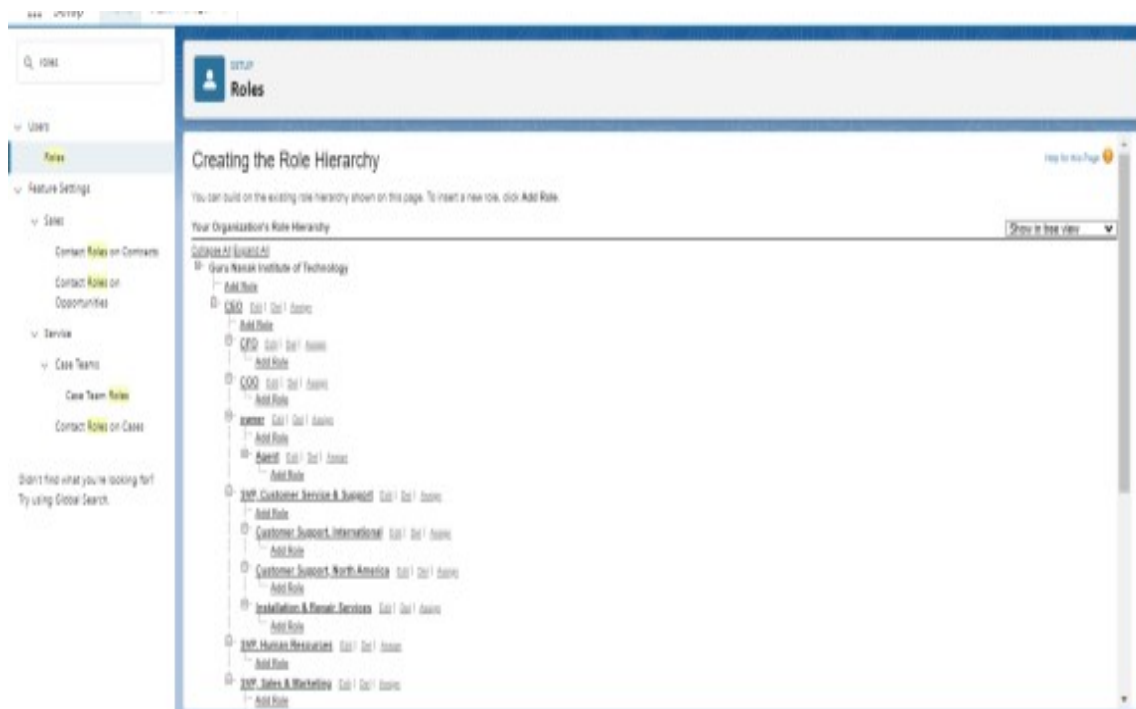 Setup
roles
Users
Roles
Feature Settings
Sales
Contact Roles on Contracts
Contact Roles on
Opportunities
Service
Case Teams
Case Team Roles
Contact Roles on Cases
Didn't find what you're looking for?
Try using Global Search.
SETUP
Roles
Creating the Role Hierarchy
Help for this Page
You can build on the existing role hierarchy shown on this page. To insert a new role, click Add Role.
Your Organization's Role Hierarchy
Show in tree view
Collapse All Expand All
Guru Nanak Institute of Technology
Add Role
CEO Edit | Del | Assign
Add Role
CFO Edit | Del | Assign
Add Role
COO Edit | Del | Assign
Add Role
owner Edit | Del | Assign
Add Role
Agent Edit | Del | Assign
Add Role
SVP, Customer Service & Support Edit | Del | Assign
Add Role
Customer Support, International Edit | Del | Assign
Add Role
Customer Support, North America Edit | Del | Assign
Add Role
Installation & Repair Services Edit | Del | Assign
Add Role
SVP, Human Resources Edit | Del | Assign
Add Role
SVP, Sales & Marketing Edit | Del | Assign
Add Role